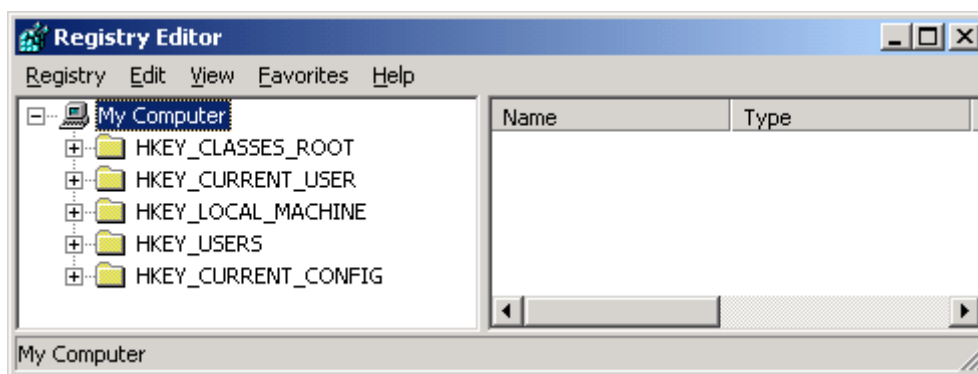 Registry Editor
Registry Edit View Favorites Help
My Computer
HKEY_CLASSES_ROOT
HKEY_CURRENT_USER
HKEY_LOCAL_MACHINE
HKEY_USERS
HKEY_CURRENT_CONFIG
Name Type
My Computer